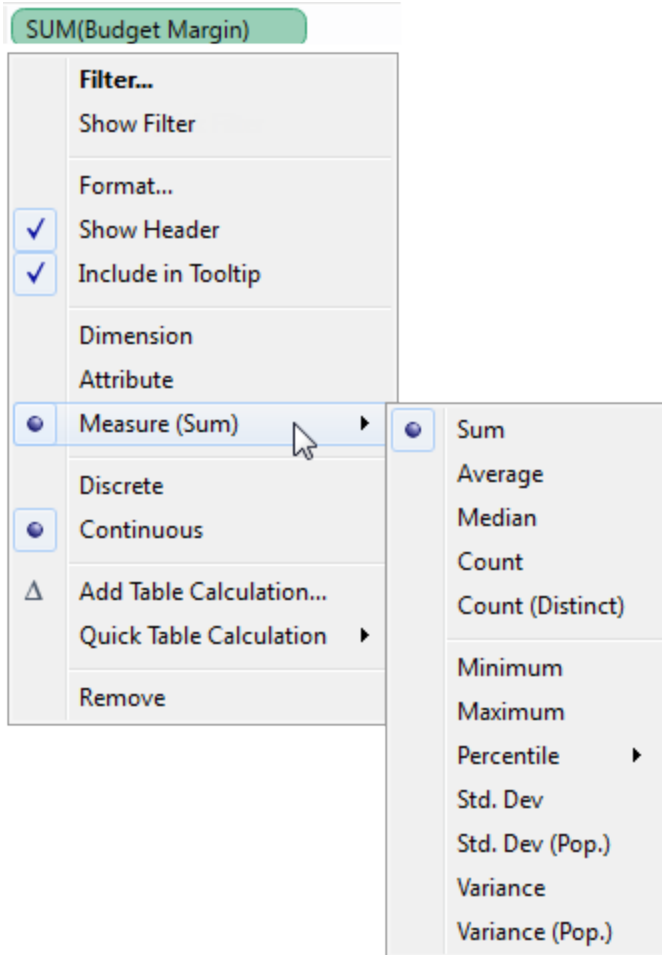 SUM(Budget Margin)
Filter...
Show Filter
Format...
Show Header
Include in Tooltip
Dimension
Attribute
Measure (Sum)
Discrete
Continuous
Δ Add Table Calculation...
Quick Table Calculation
Remove
Sum
Average
Median
Count
Count (Distinct)
Minimum
Maximum
Percentile
Std. Dev
Std. Dev (Pop.)
Variance
Variance (Pop.)